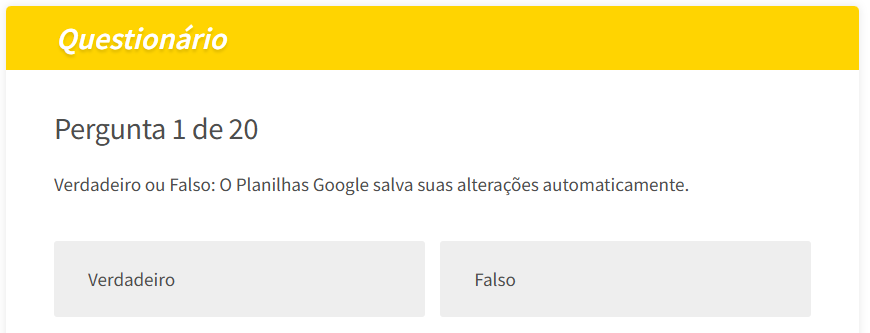 Questionário
Pergunta 1 de 20
Verdadeiro ou Falso: O Planilhas Google salva suas alterações automaticamente.
Verdadeiro
Falso